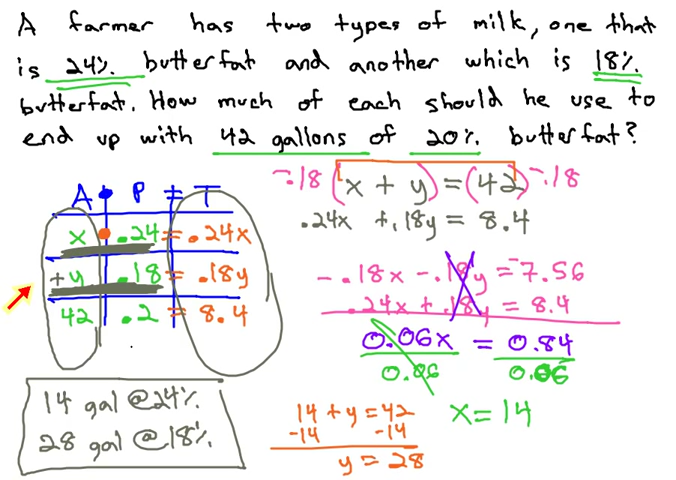 A farmer has two types of milk, one that
is 24% butterfat and another which is 18%
butterfat. How much of each should he use to
end up with 42 gallons of 20% butterfat?
A • P = T
x • .24 = .24x
+y .18 = .18y
42 .2 = 8.4
14 gal @24%
28 gal @18%
-.18(x + y) = (42)-.18
.24x + .18y = 8.4
-.18x -.18y = -7.56
.24x + .18y = 8.4
0.06x = 0.84
0.06 0.06
x = 14
14 + y = 42
-14 -14
y = 28